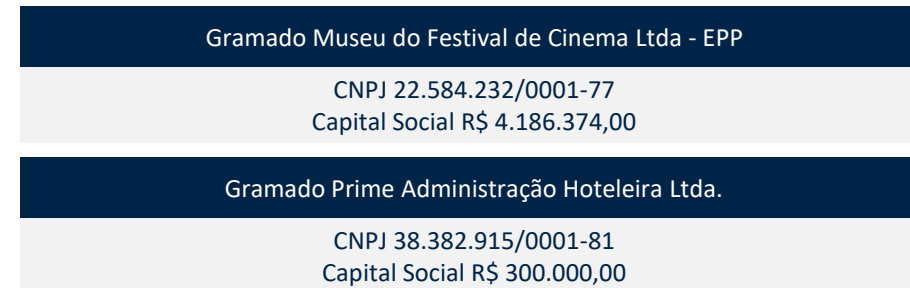 Gramado Museu do Festival de Cinema Ltda - EPP
CNPJ 22.584.232/0001-77
Capital Social R$ 4.186.374,00
Gramado Prime Administração Hoteleira Ltda.
CNPJ 38.382.915/0001-81
Capital Social R$ 300.000,00